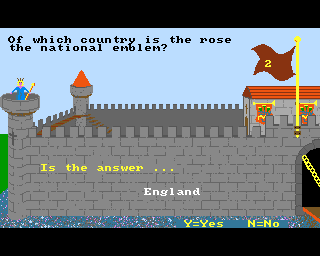 Of which country is the rose
the national emblem?
2
Is the answer ...
England
Y=Yes N=No